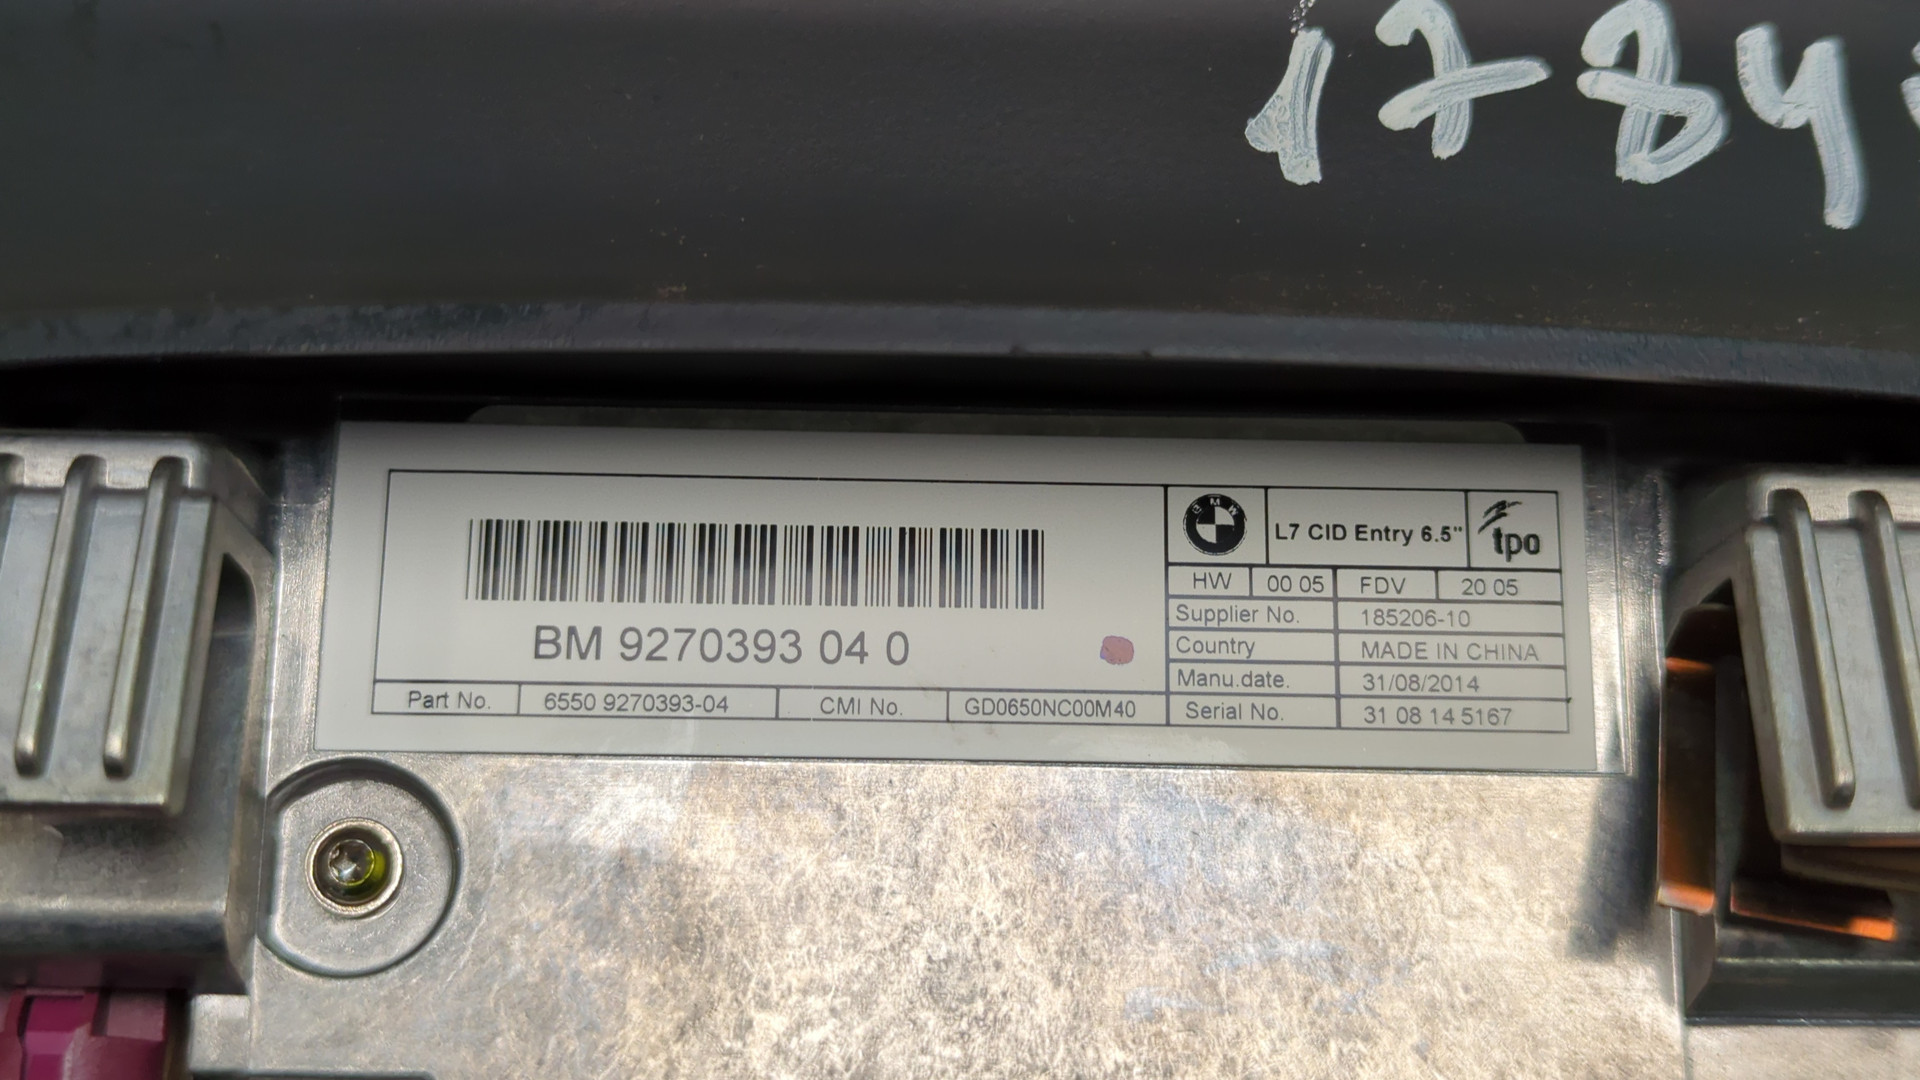 1784
BM 9270393 04 0
Part No. 6550 9270393-04 CMI No. GD0650NC00M40
BMW L7 CID Entry 6.5" tpo
HW 00 05 FDV 20 05
Supplier No. 185206-10
Country MADE IN CHINA
Manu.date. 31/08/2014
Serial No. 31 08 14 5167